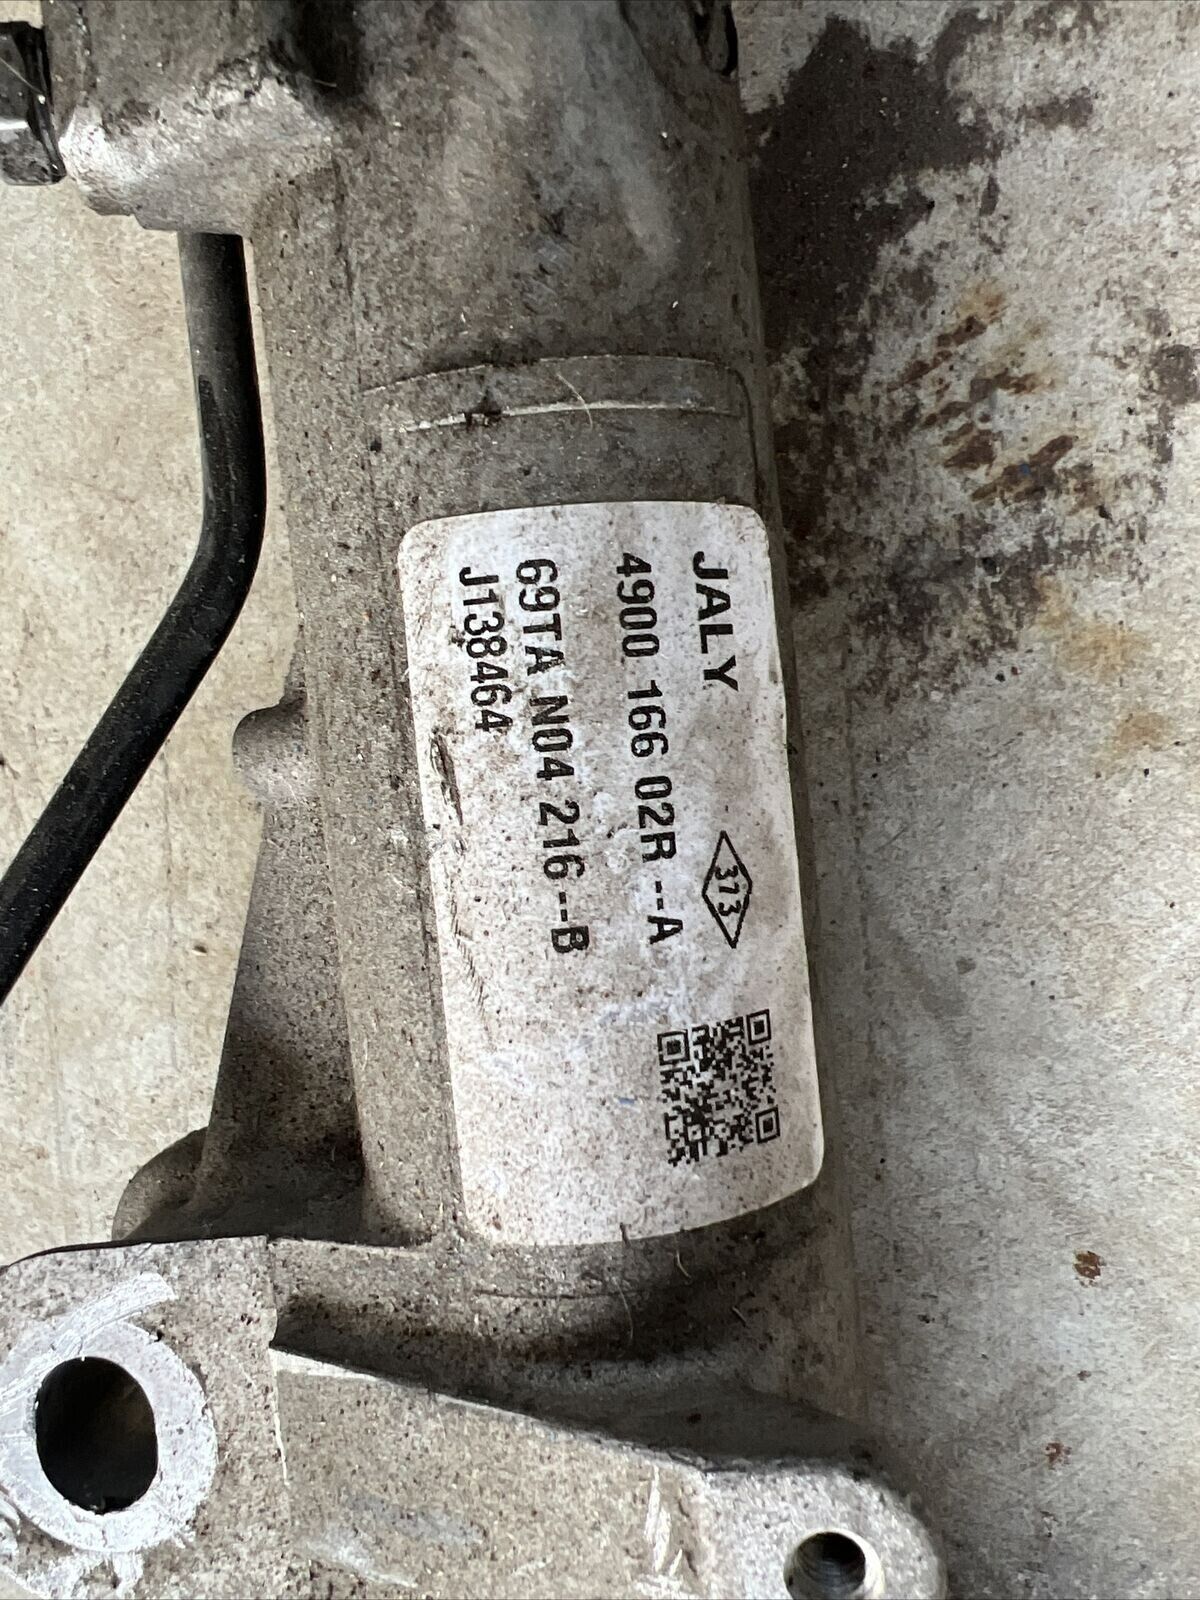 JALY
373
4900 166 02R --A
69TA N04 216--B
J138464